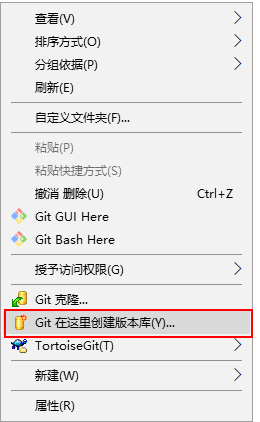 查看(V)
排序方式(O)
分组依据(P)
刷新(E)
自定义文件夹(F)...
粘贴(P)
粘贴快捷方式(S)
撤消 删除(U) Ctrl+Z
Git GUI Here
Git Bash Here
授予访问权限(G)
Git 克隆...
Git 在这里创建版本库(Y)...
TortoiseGit(T)
新建(W)
属性(R)